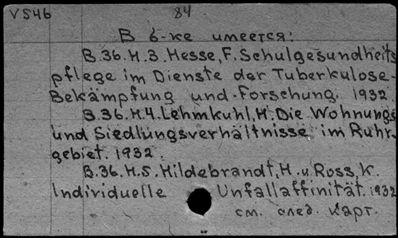 V546 84
В б-ке имеется:
B.36.H.3. Hesse, F. Schulgesundheits
pflege im Dienste der Tuberkulose-
Bekämpfung und -Forschung. 1932.
B.36.H.4. Lehmkuhl, H. Die Wohnungs
und Siedlungsverhältnisse im Ruhr-
gebiet. 1932.
B.36.H.5. Hildebrandt, H. u. Ross, K.
Individuelle Unfallaffinität. 1932
см. след. карт.